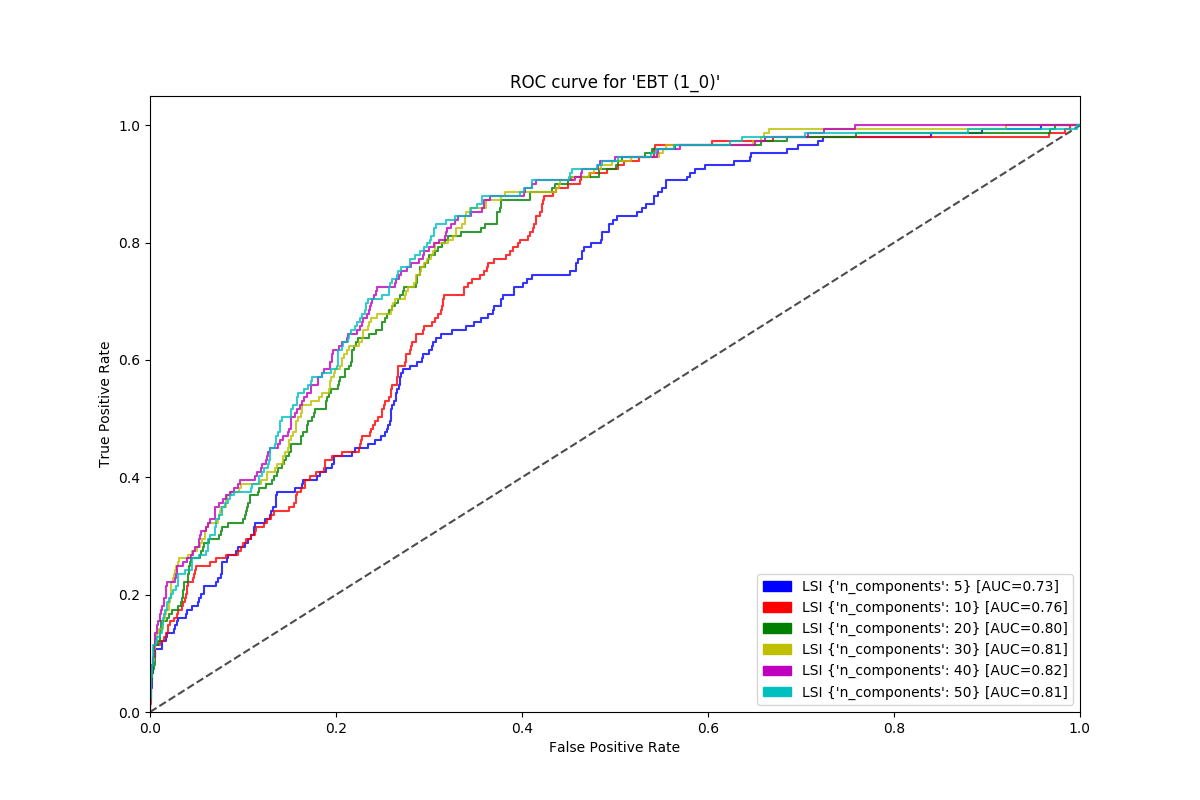 ROC curve for 'EBT (1_0)'
True Positive Rate
1.0
0.8
0.6
0.4
0.2
0.0
LSI {'n_components': 5} [AUC=0.73]
LSI {'n_components': 10} [AUC=0.76]
LSI {'n_components': 20} [AUC=0.80]
LSI {'n_components': 30} [AUC=0.81]
LSI {'n_components': 40} [AUC=0.82]
LSI {'n_components': 50} [AUC=0.81]
0.0 0.2 0.4 0.6 0.8 1.0
False Positive Rate